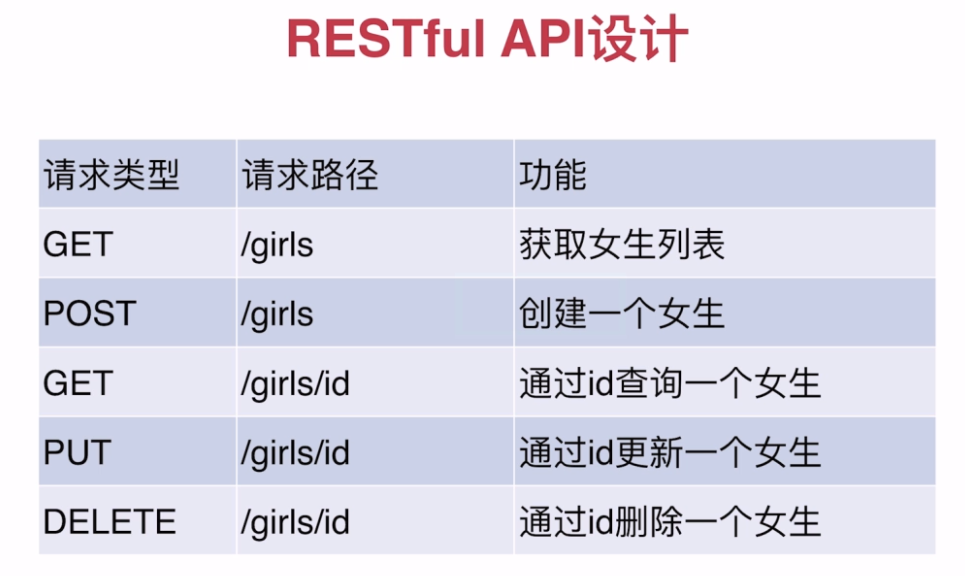 RESTful API设计
请求类型 请求路径 功能
GET /girls 获取女生列表
POST /girls 创建一个女生
GET /girls/id 通过id查询一个女生
PUT /girls/id 通过id更新一个女生
DELETE /girls/id 通过id删除一个女生